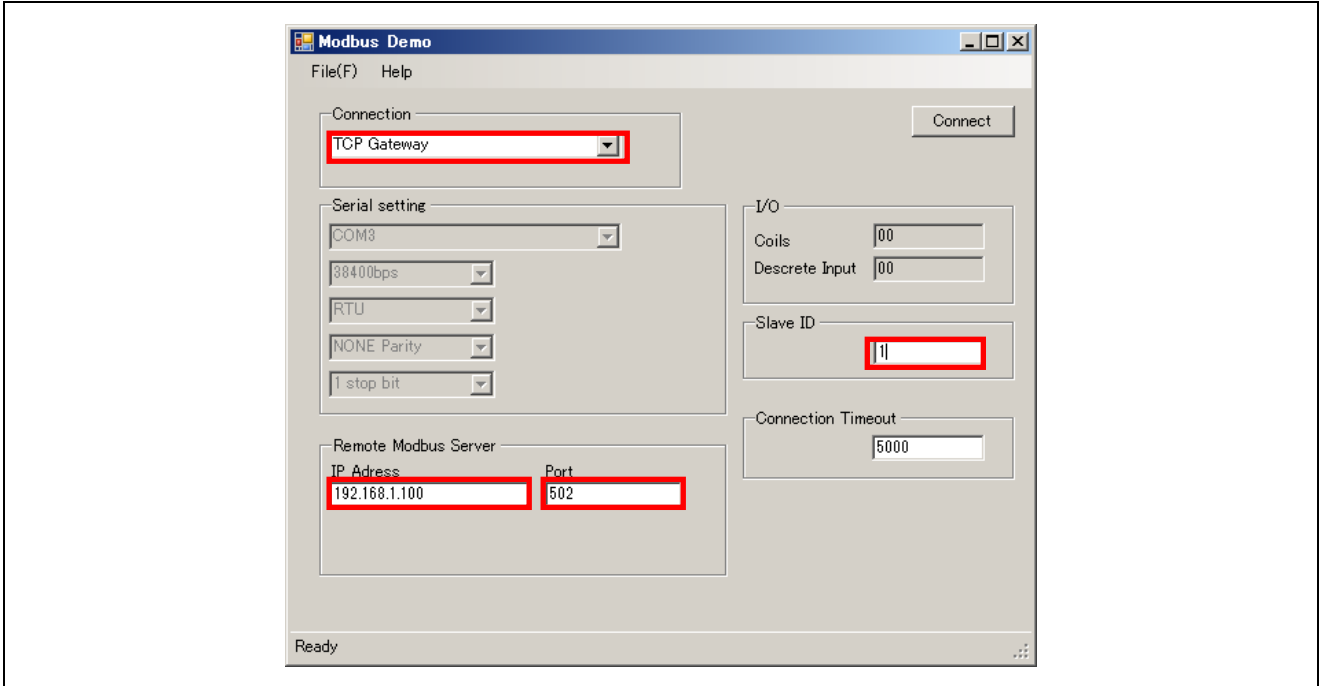 Modbus Demo
File(F) Help
Connection
TCP Gateway
Connect
Serial setting
COM3
38400bps
RTU
NONE Parity
1 stop bit
I/O
Coils 00
Descrete Input 00
Slave ID
1
Connection Timeout
5000
Remote Modbus Server
IP Adress Port
192.168.1.100 502
Ready